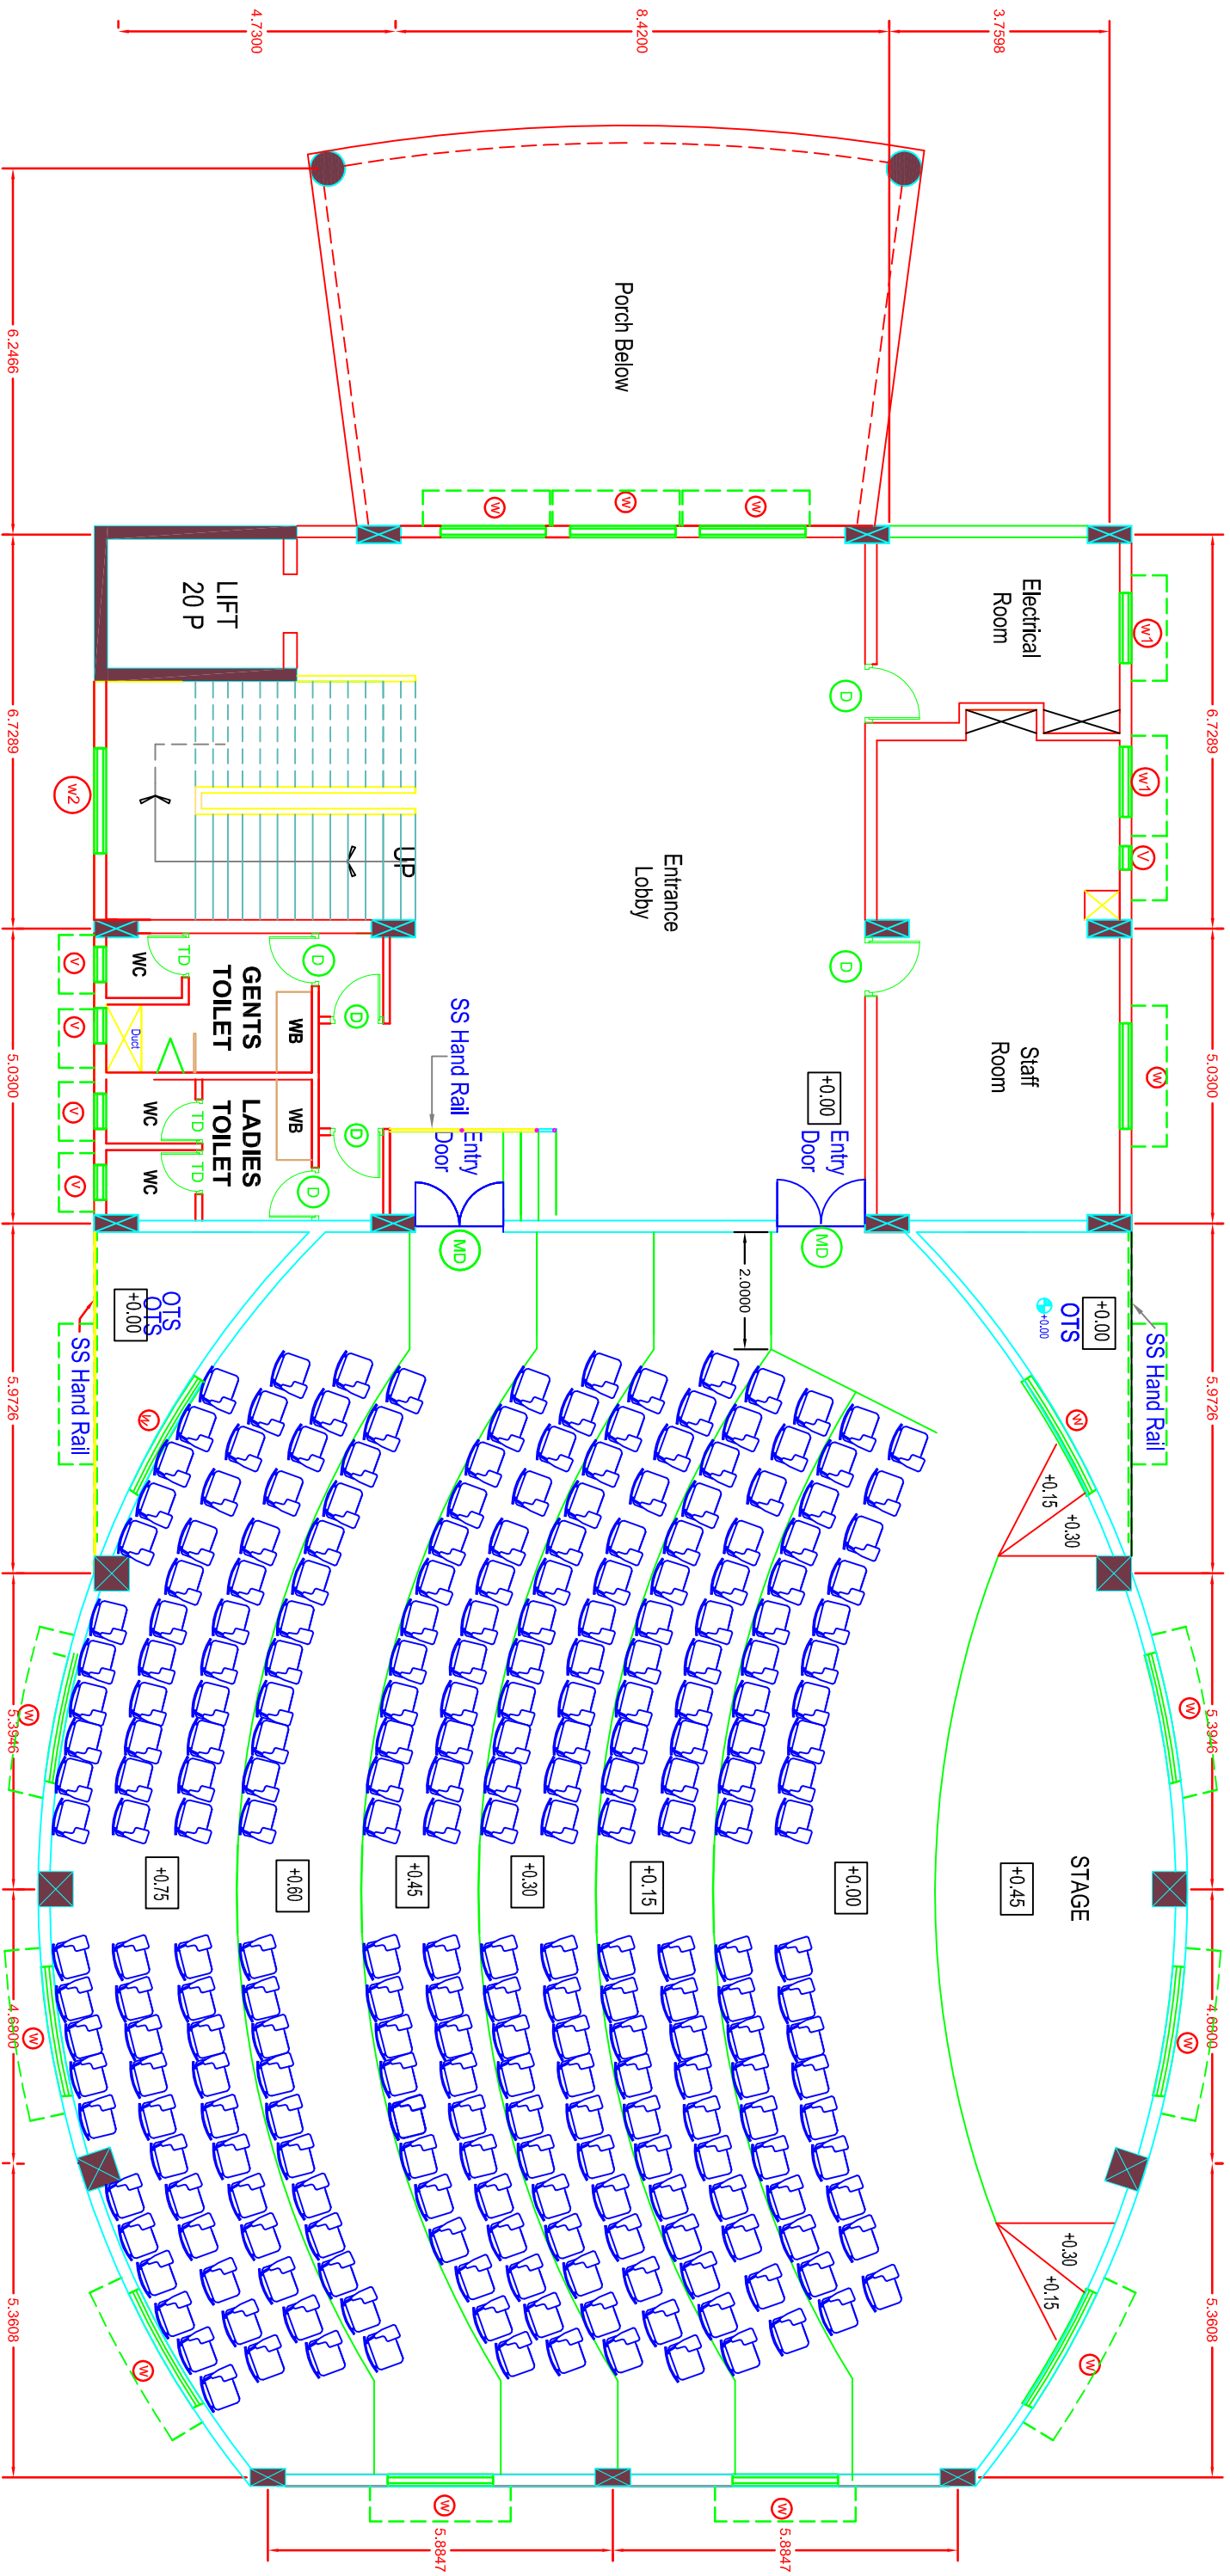 6.7289
5.0300
5.9726
5.3946
4.6800
5.3608
W
W
W
W1
W1
V
W
SS Hand Rail
+0.00
OTS
+0.00
W
W
STAGE
+0.30
+0.15
+0.15
+0.30
+0.45
3.7598
Electrical
Room
Staff
Room
D
D
+0.00
+0.00
Entry
Door
MD
5.8847
W
W
2.0000
W
W
8.4200
Porch Below
Entrance
Lobby
+0.15
+0.30
+0.45
+0.60
+0.75
SS Hand Rail
Entry
Door
MD
UP
D
D
D
D
5.8847
W
WB
WB
GENTS
TOILET
LADIES
TOILET
4.7300
LIFT
20 P
TD
TD
TD
WC
WC
WC
Duct
OTS
OTS
+0.00
W
W
SS Hand Rail
W2
V
V
V
V
W
W
6.2466
6.7289
5.0300
5.9726
5.3946
4.6800
5.3608